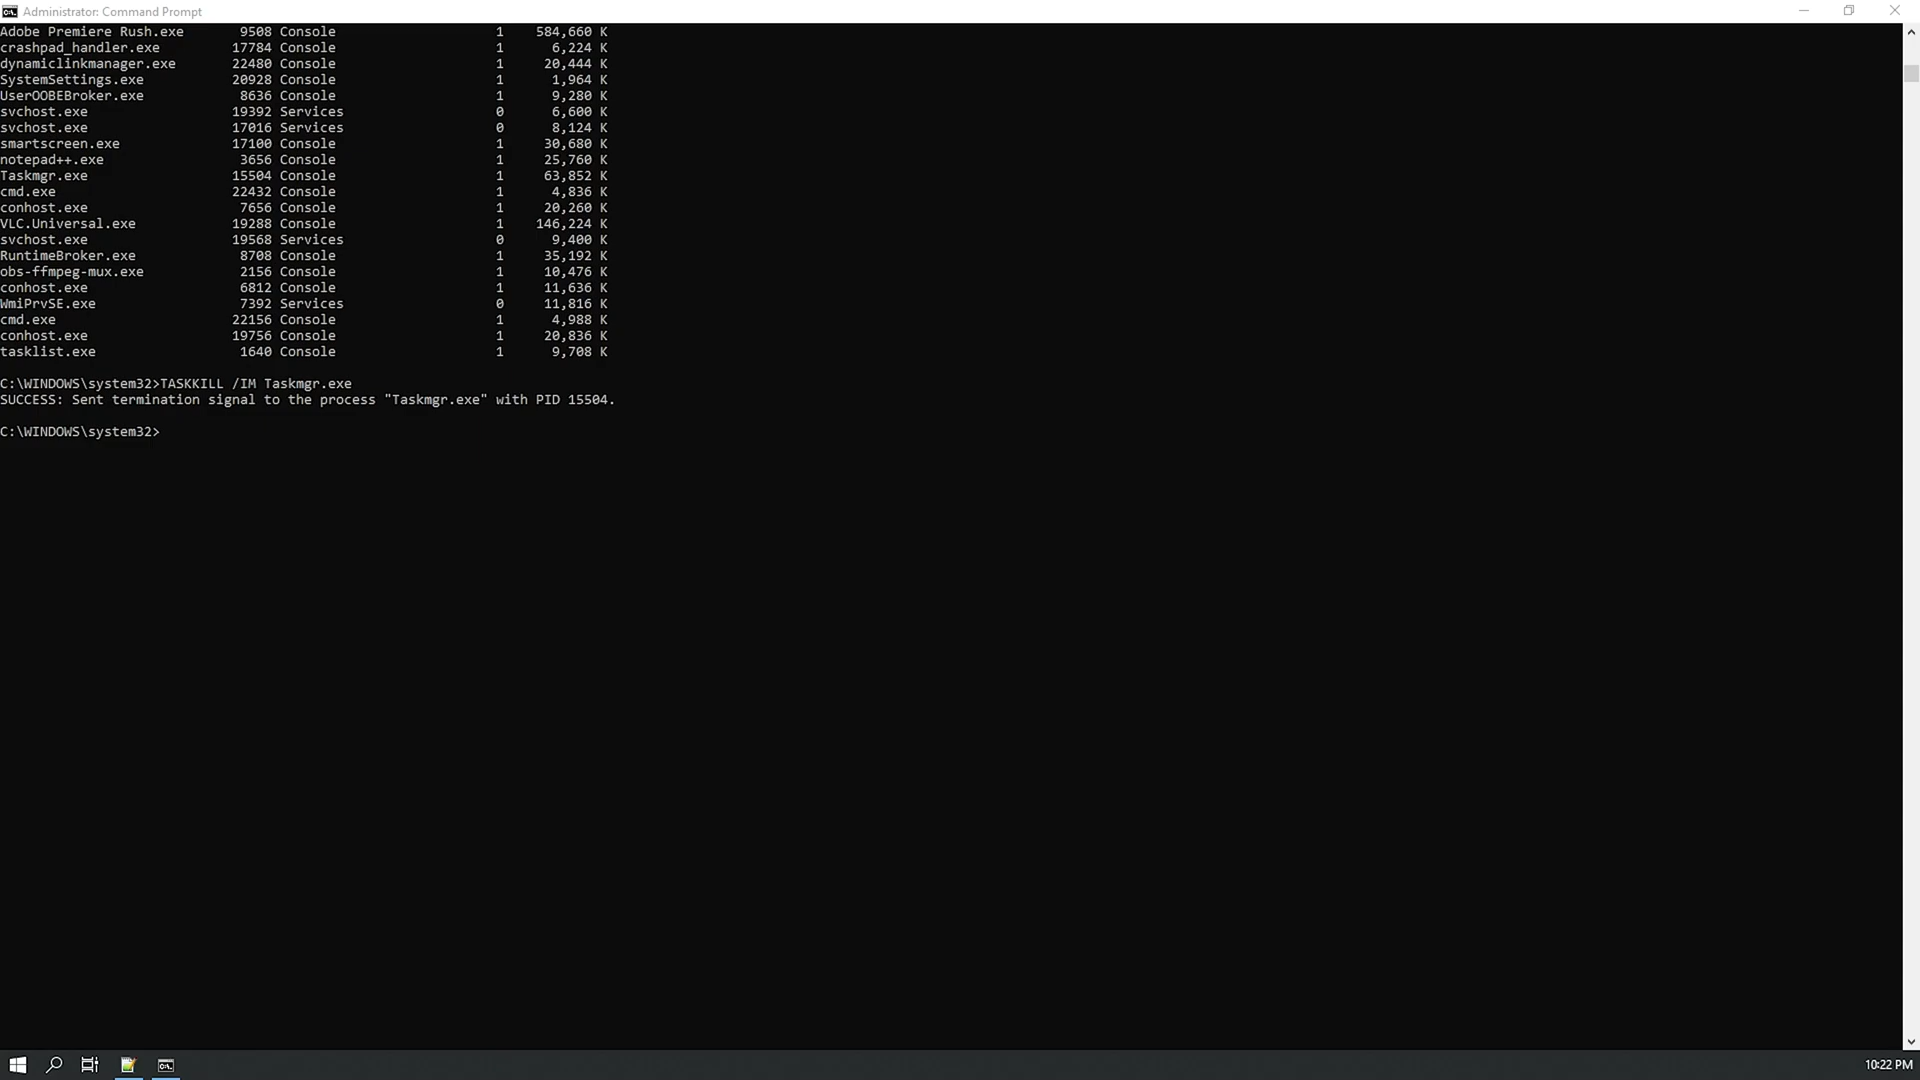 Administrator: Command Prompt
Adobe Premiere Rush.exe 9508 Console 1 584,660 K
crashpad_handler.exe 17784 Console 1 6,224 K
dynamiclinkmanager.exe 22480 Console 1 20,444 K
SystemSettings.exe 20928 Console 1 1,964 K
UserOOBEBroker.exe 8636 Console 1 9,280 K
svchost.exe 19392 Services 0 6,600 K
svchost.exe 17016 Services 0 8,124 K
smartscreen.exe 17100 Console 1 30,680 K
notepad++.exe 3656 Console 1 25,760 K
Taskmgr.exe 15504 Console 1 63,852 K
cmd.exe 22432 Console 1 4,836 K
conhost.exe 7656 Console 1 20,260 K
VLC.Universal.exe 19288 Console 1 146,224 K
svchost.exe 19568 Services 0 9,400 K
RuntimeBroker.exe 8708 Console 1 35,192 K
obs-ffmpeg-mux.exe 2156 Console 1 10,476 K
conhost.exe 6812 Console 1 11,636 K
WmiPrvSE.exe 7392 Services 0 11,816 K
cmd.exe 22156 Console 1 4,988 K
conhost.exe 19756 Console 1 20,836 K
tasklist.exe 1640 Console 1 9,708 K
C:\WINDOWS\system32>TASKKILL /IM Taskmgr.exe
SUCCESS: Sent termination signal to the process "Taskmgr.exe" with PID 15504.
C:\WINDOWS\system32>
10:22 PM